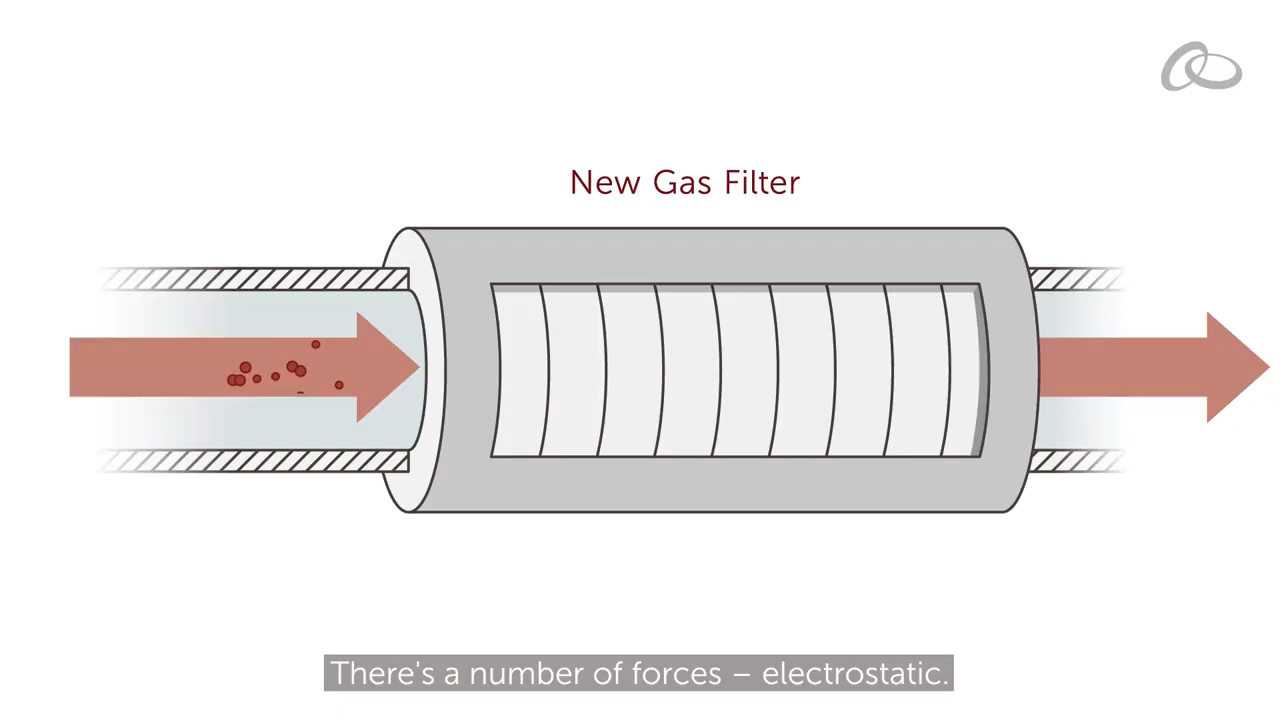 New Gas Filter
There's a number of forces – electrostatic.